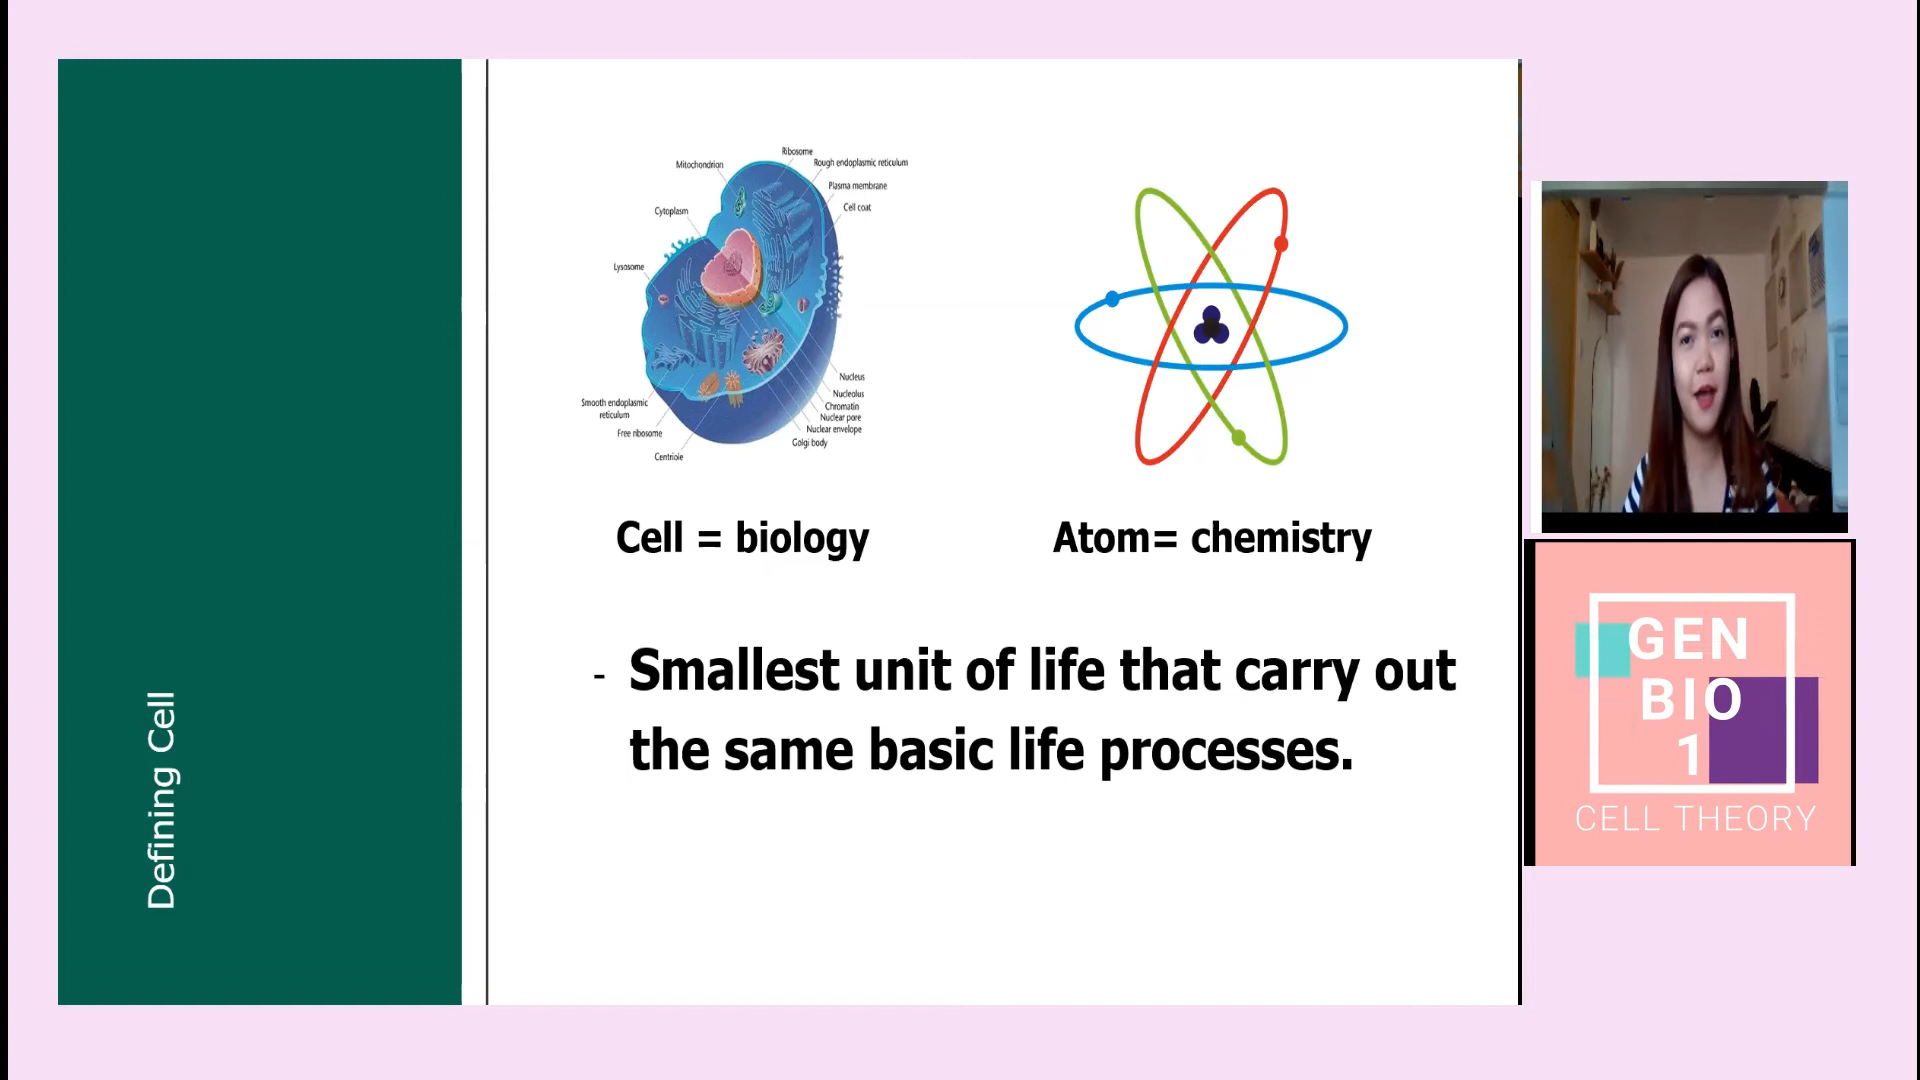 Defining Cell
Ribosome
Mitochondrion
Rough endoplasmic reticulum
Plasma membrane
Cell coat
Cytoplasm
Lysosome
Nucleus
Nucleolus
Chromatin
Nuclear pore
Nuclear envelope
Golgi body
Smooth endoplasmic
reticulum
Free ribosome
Centriole
Cell = biology
Atom= chemistry
- Smallest unit of life that carry out
the same basic life processes.
GEN
BIO
1
CELL THEORY